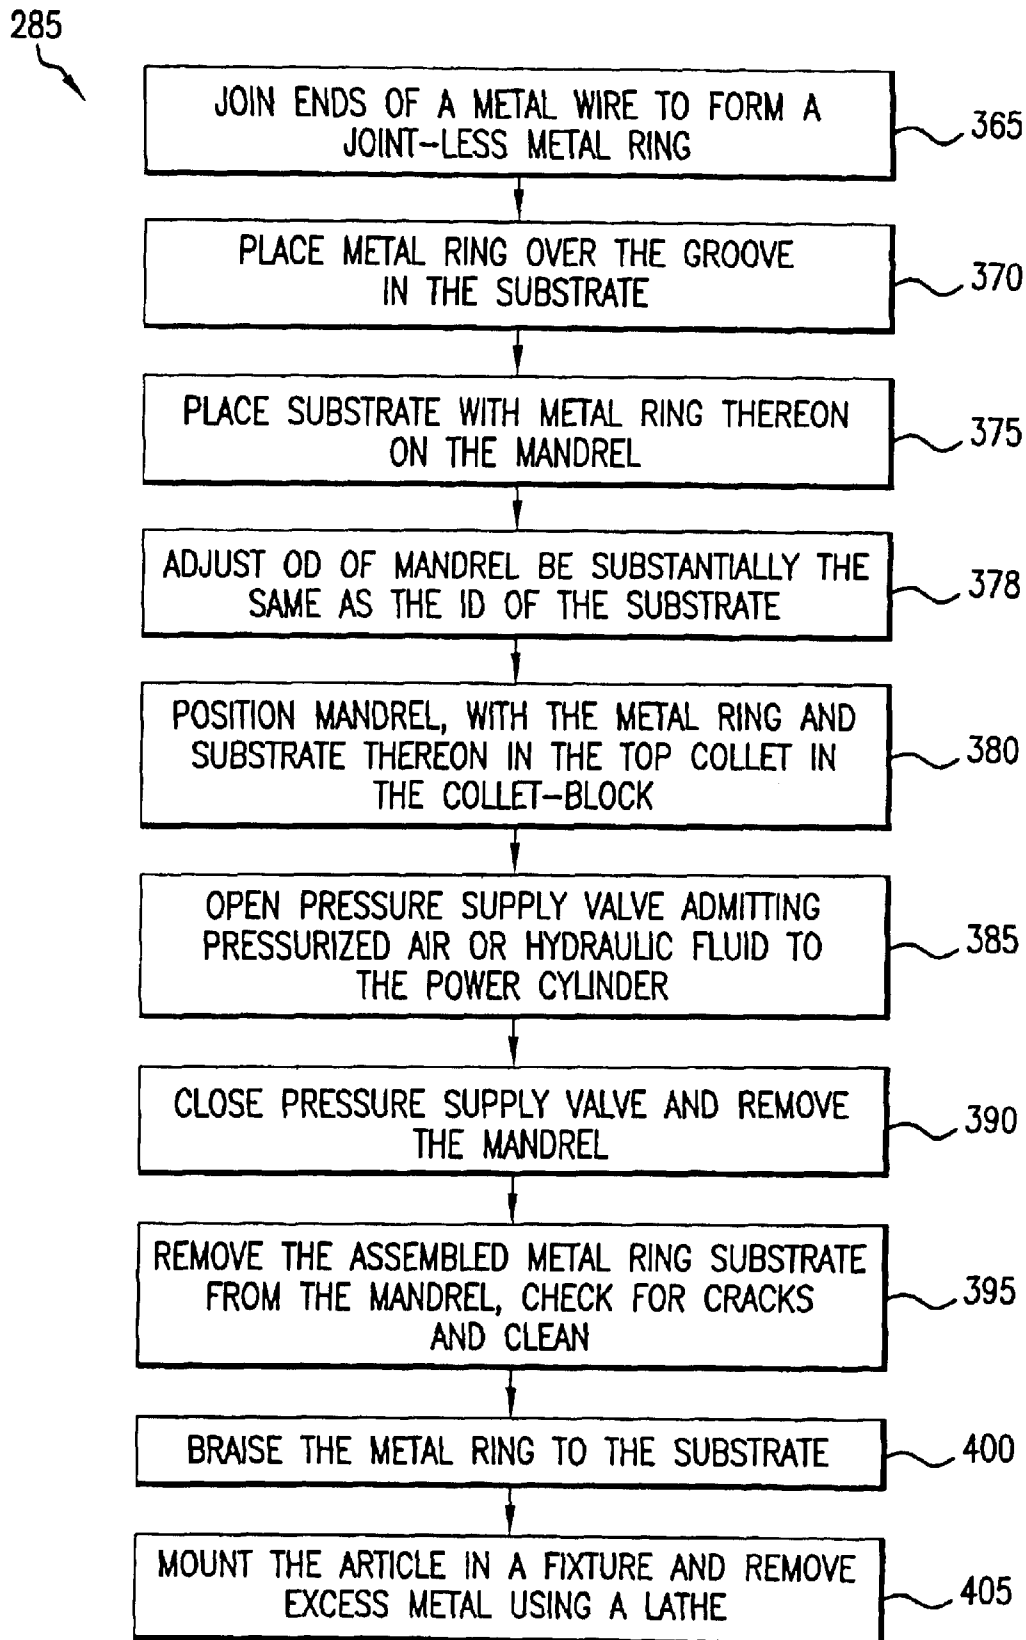 285
JOIN ENDS OF A METAL WIRE TO FORM A
JOINT-LESS METAL RING
365
PLACE METAL RING OVER THE GROOVE
IN THE SUBSTRATE
370
PLACE SUBSTRATE WITH METAL RING THEREON
ON THE MANDREL
375
ADJUST OD OF MANDREL BE SUBSTANTIALLY THE
SAME AS THE ID OF THE SUBSTRATE
378
POSITION MANDREL, WITH THE METAL RING AND
SUBSTRATE THEREON IN THE TOP COLLET IN
THE COLLET-BLOCK
380
OPEN PRESSURE SUPPLY VALVE ADMITTING
PRESSURIZED AIR OR HYDRAULIC FLUID TO
THE POWER CYLINDER
385
CLOSE PRESSURE SUPPLY VALVE AND REMOVE
THE MANDREL
390
REMOVE THE ASSEMBLED METAL RING SUBSTRATE
FROM THE MANDREL, CHECK FOR CRACKS
AND CLEAN
395
BRAISE THE METAL RING TO THE SUBSTRATE
400
MOUNT THE ARTICLE IN A FIXTURE AND REMOVE
EXCESS METAL USING A LATHE
405